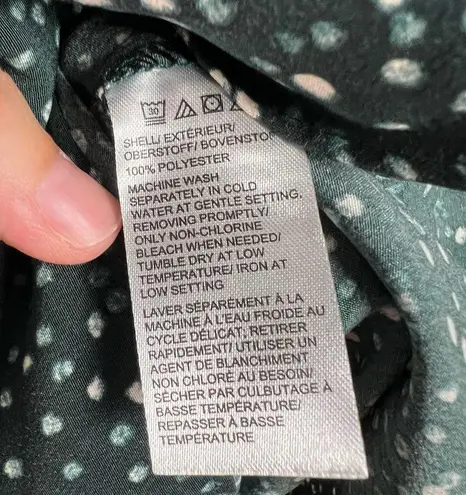 30
SHELL/ EXTÉRIEUR/
OBERSTOFF/ BOVENSTO
100% POLYESTER
MACHINE WASH
SEPARATELY IN COLD
WATER AT GENTLE SETTING,
REMOVING PROMPTLY/
ONLY NON-CHLORINE
BLEACH WHEN NEEDED/
TUMBLE DRY AT LOW
TEMPERATURE/ IRON AT
LOW SETTING
LAVER SÉPARÉMENT À LA
MACHINE À L'EAU FROIDE AU
CYCLE DÉLICAT, RETIRER
RAPIDEMENT/ UTILISER UN
AGENT DE BLANCHIMENT
NON CHLORÉ AU BESOIN/
SÉCHER PAR CULBUTAGE À
BASSE TEMPÉRATURE/
REPASSER À BASSE
TEMPÉRATURE